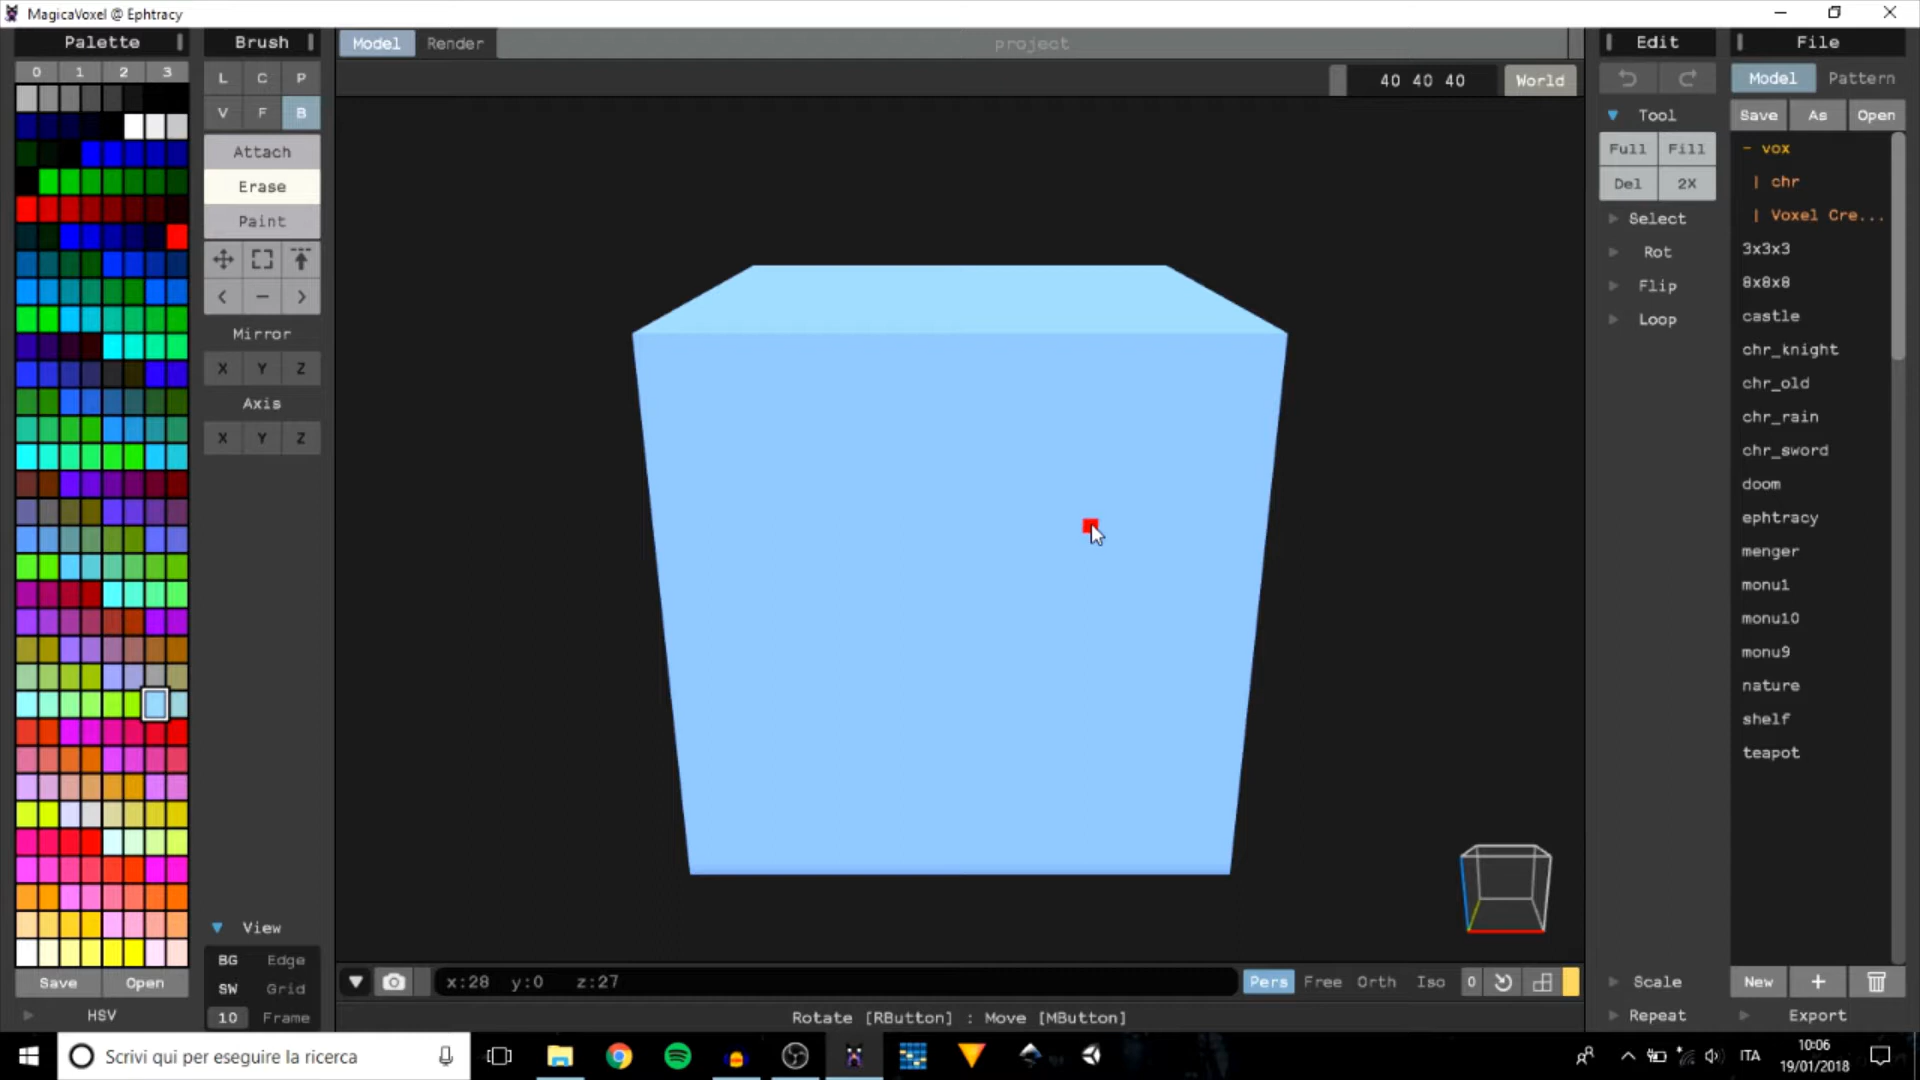 MagicaVoxel @ Ephtracy
Palette
Brush
Model Render
project
Edit
File
0 1 2 3
L C P
V F B
40 40 40
World
Model Pattern
Attach
Erase
Paint
Tool
Save As Open
Full Fill
Del 2X
Select
Rot
Flip
Loop
- vox
| chr
| Voxel Cre...
3x3x3
8x8x8
castle
chr_knight
chr_old
chr_rain
chr_sword
doom
ephtracy
menger
monu1
monu10
monu9
nature
shelf
teapot
Mirror
X Y Z
Axis
X Y Z
View
BG Edge
SW Grid
10 Frame
Save Open
HSV
x:28 y:0 z:27
Pers Free Orth Iso 0
Rotate [RButton] : Move [MButton]
Scale
Repeat
New +
Export
Scrivi qui per eseguire la ricerca
ITA
10:06
19/01/2018